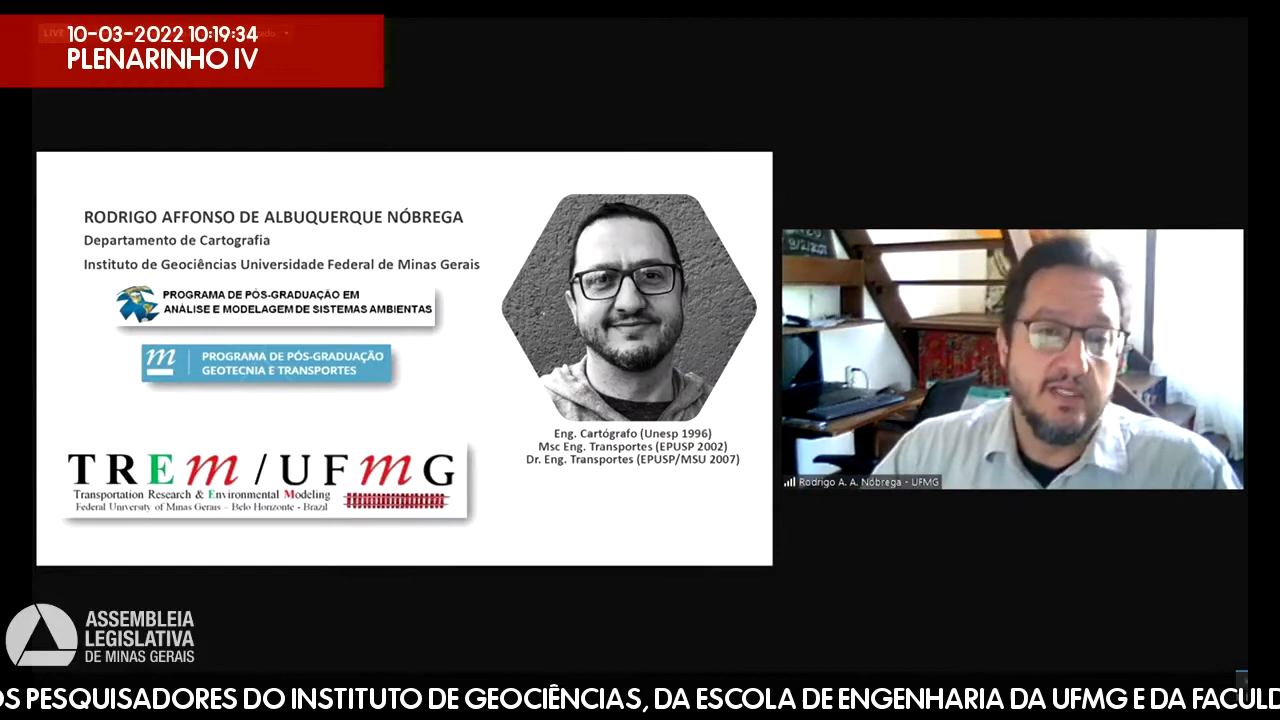 LIVE
10-03-2022 10:19:34
PLENARINHO IV
RODRIGO AFFONSO DE ALBUQUERQUE NÓBREGA
Departamento de Cartografia
Instituto de Geociências Universidade Federal de Minas Gerais
PROGRAMA DE PÓS-GRADUAÇÃO EM
ANÁLISE E MODELAGEM DE SISTEMAS AMBIENTAS
m
PROGRAMA DE PÓS-GRADUAÇÃO
GEOTECNIA E TRANSPORTES
TREm/UFmG
Transportation Research & Environmental Modeling
Federal University of Minas Gerais – Belo Horizonte - Brazil
Eng. Cartógrafo (Unesp 1996)
Msc Eng. Transportes (EPUSP 2002)
Dr. Eng. Transportes (EPUSP/MSU 2007)
Rodrigo A. A. Nóbrega - UFMG
ASSEMBLEIA
LEGISLATIVA
DE MINAS GERAIS
OS PESQUISADORES DO INSTITUTO DE GEOCIÊNCIAS, DA ESCOLA DE ENGENHARIA DA UFMG E DA FACULD